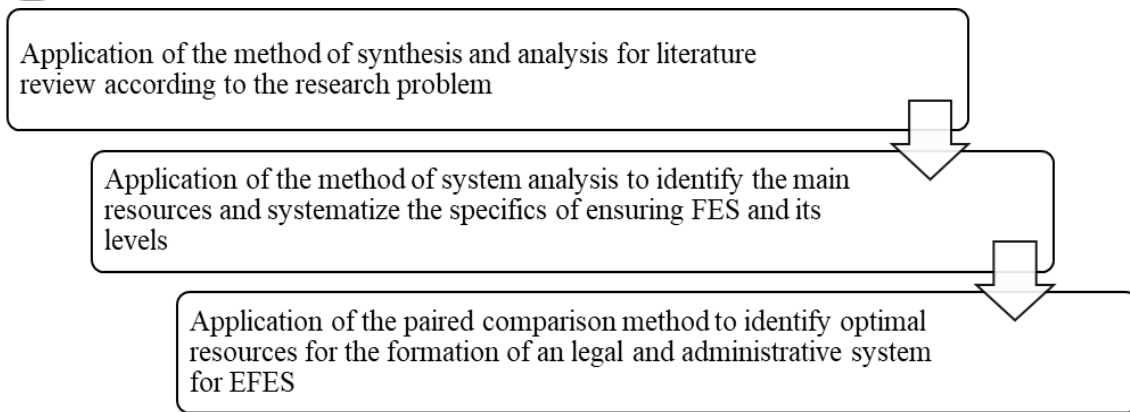 Application of the method of synthesis and analysis for literature
review according to the research problem
Application of the method of system analysis to identify the main
resources and systematize the specifics of ensuring FES and its
levels
Application of the paired comparison method to identify optimal
resources for the formation of an legal and administrative system
for EFES